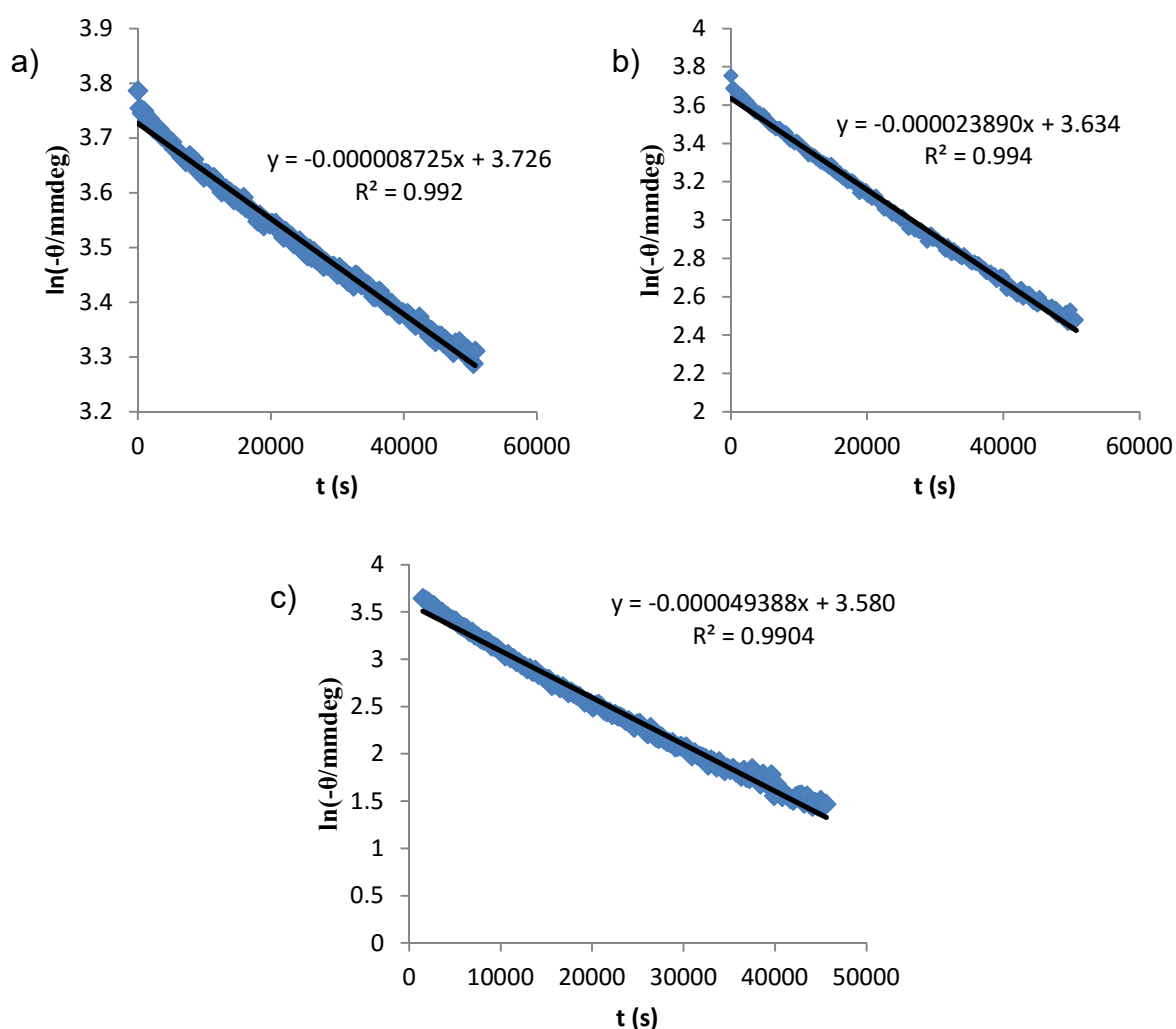 a)
3.9
3.8
3.7
3.6
3.5
3.4
3.3
3.2
0
20000
40000
60000
ln(-θ/mmdeg)
t (s)
y = -0.000008725x + 3.726
R² = 0.992
b)
4
3.8
3.6
3.4
3.2
3
2.8
2.6
2.4
2.2
2
0
20000
40000
60000
ln(-θ/mmdeg)
t (s)
y = -0.000023890x + 3.634
R² = 0.994
c)
4
3.5
3
2.5
2
1.5
1
0.5
0
0
10000
20000
30000
40000
50000
ln(-θ/mmdeg)
t (s)
y = -0.000049388x + 3.580
R² = 0.9904